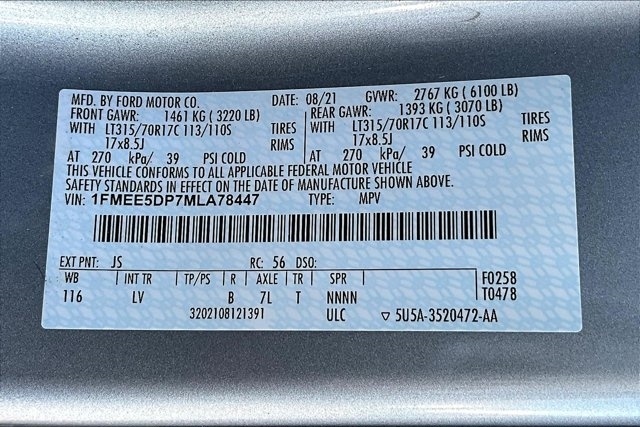 MFD. BY FORD MOTOR CO. DATE: 08/21 GVWR: 2767 KG ( 6100 LB)
FRONT GAWR: 1461 KG ( 3220 LB) REAR GAWR: 1393 KG ( 3070 LB)
WITH LT315/70R17C 113/110S TIRES WITH LT315/70R17C 113/110S TIRES
17x8.5J RIMS 17x8.5J RIMS
AT 270 kPa/ 39 PSI COLD AT 270 kPa/ 39 PSI COLD
THIS VEHICLE CONFORMS TO ALL APPLICABLE FEDERAL MOTOR VEHICLE
SAFETY STANDARDS IN EFFECT ON THE DATE OF MANUFACTURE SHOWN ABOVE.
VIN: 1FMEE5DP7MLA78447 TYPE: MPV
EXT PNT: JS RC: 56 DSO:
WB INT TR TP/PS R AXLE TR SPR F0258
116 LV B 7L T NNNN T0478
3202108121391 ULC ▽ 5U5A-3520472-AA